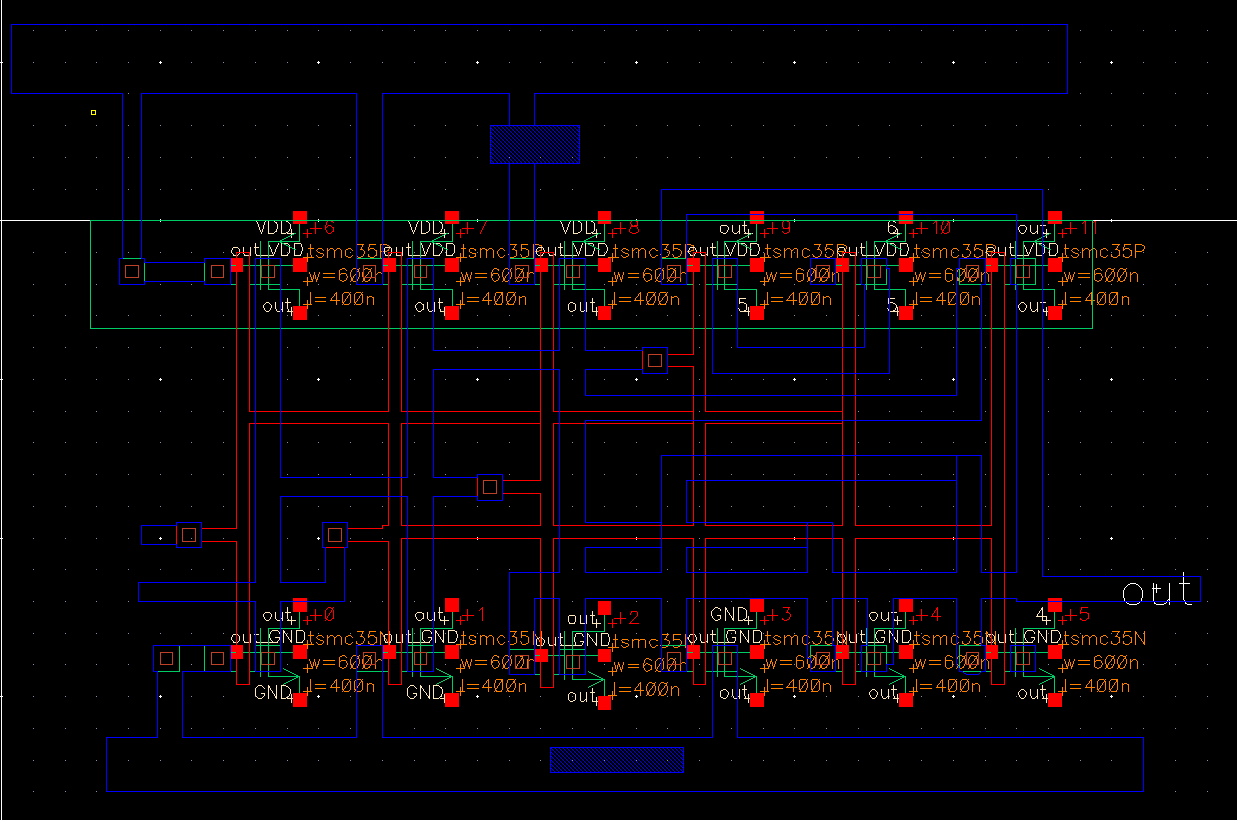 VDD +6 VDD +7 VDD +8 out +9 6 +10 out +11
out VDD tsmc35P out VDD out VDD tsmc35P out VDD tsmc35P out VDD tsmc35P out VDD tsmc35P
w=600n w=600n w=600n w=600n w=600n w=600n
l=400n l=400n l=400n l=400n l=400n l=400n
out out out 5 5 out
out
out +0 out +1 out +2 GND +3 out +4 4 +5
out GND tsmc35N out GND tsmc35N out GND tsmc35N out GND tsmc35N out GND tsmc35N out GND tsmc35N
w=600n w=600n w=600n w=600n w=600n w=600n
l=400n l=400n l=400n l=400n l=400n l=400n
GND GND out out out out